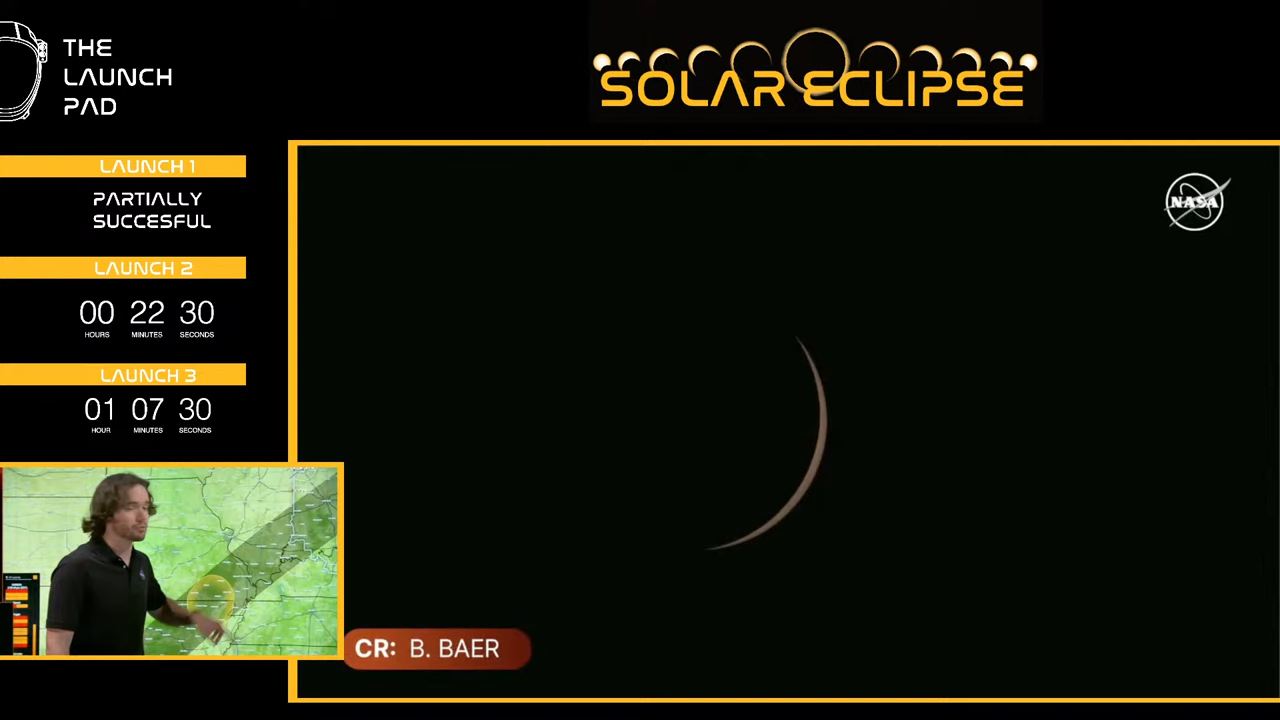 THE
LAUNCH
PAD
SOLAR ECLIPSE
LAUNCH 1
PARTIALLY
SUCCESFUL
NASA
LAUNCH 2
00 22 30
HOURS MINUTES SECONDS
LAUNCH 3
01 07 30
HOUR MINUTES SECONDS
CR: B. BAER